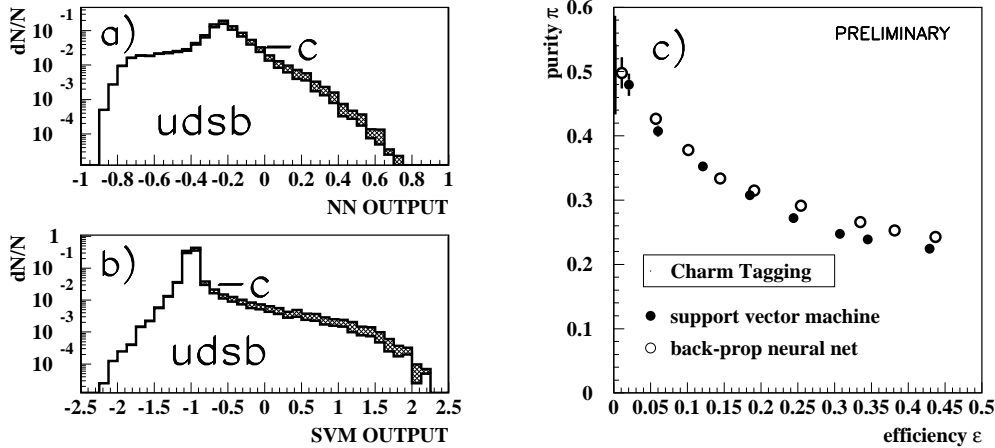 dN/N
10 -1
10 -2
10 -3
10 -4
a)
c
udsb
-1 -0.8 -0.6 -0.4 -0.2 0 0.2 0.4 0.6 0.8 1
NN OUTPUT
dN/N
1
10 -1
10 -2
10 -3
10 -4
b)
c
udsb
-2.5 -2 -1.5 -1 -0.5 0 0.5 1 1.5 2 2.5
SVM OUTPUT
purity π
0.6
0.5
0.4
0.3
0.2
0.1
0
c)
PRELIMINARY
Charm Tagging
support vector machine
back-prop neural net
0 0.05 0.1 0.15 0.2 0.25 0.3 0.35 0.4 0.45 0.5
efficiency ε